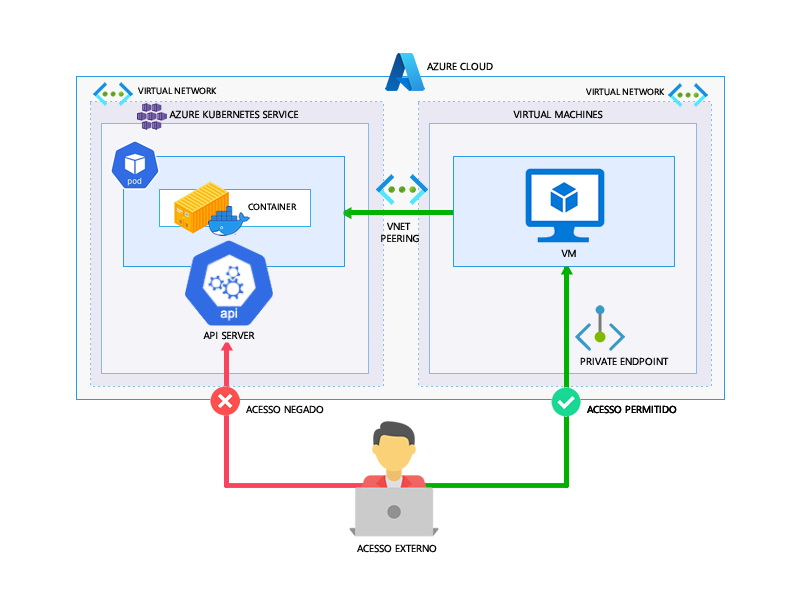 AZURE CLOUD
VIRTUAL NETWORK
VIRTUAL NETWORK
AZURE KUBERNETES SERVICE
VIRTUAL MACHINES
pod
CONTAINER
VNET
PEERING
VM
api
API SERVER
PRIVATE ENDPOINT
ACESSO NEGADO
ACESSO PERMITIDO
ACESSO EXTERNO